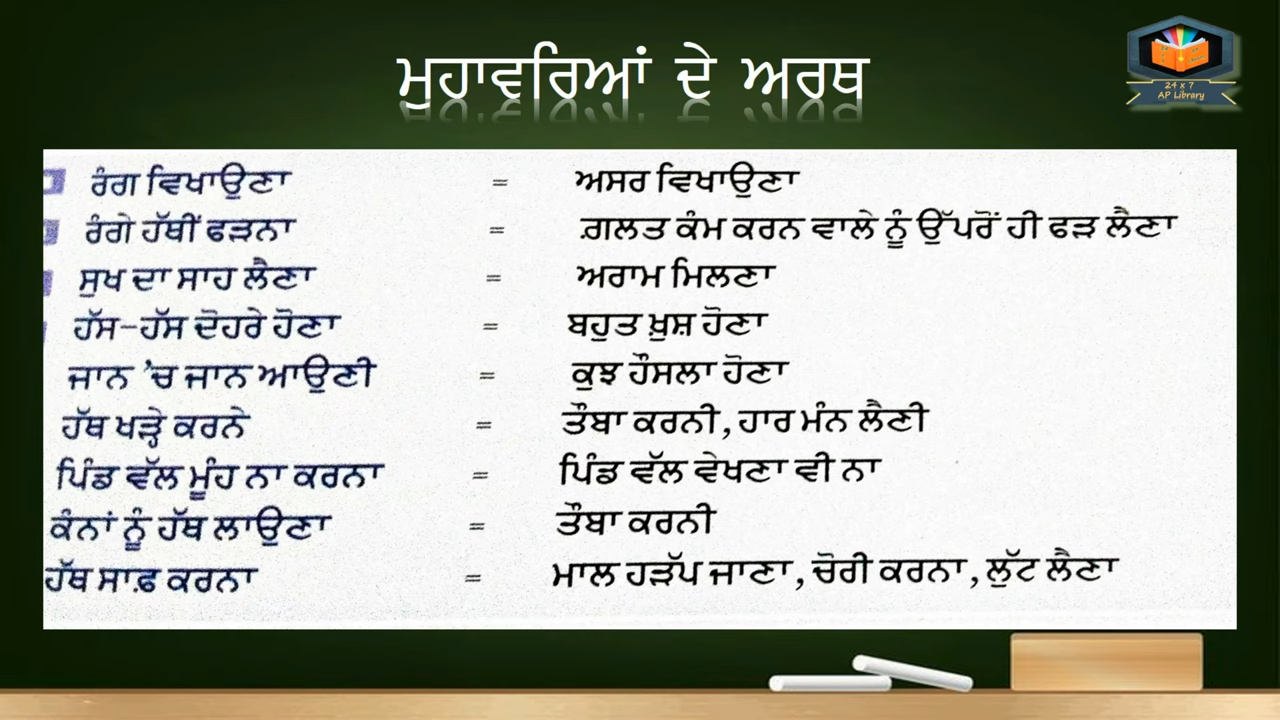 ਮੁਹਾਵਰਿਆਂ ਦੇ ਅਰਥ
24 x 7
AP Library
ਰੰਗ ਵਿਖਾਉਣਾ = ਅਸਰ ਵਿਖਾਉਣਾ
ਰੰਗੇ ਹੱਥੀਂ ਫੜਨਾ = ਗ਼ਲਤ ਕੰਮ ਕਰਨ ਵਾਲੇ ਨੂੰ ਉੱਪਰੋਂ ਹੀ ਫੜ ਲੈਣਾ
ਸੁਖ ਦਾ ਸਾਹ ਲੈਣਾ = ਅਰਾਮ ਮਿਲਣਾ
ਹੱਸ-ਹੱਸ ਦੋਹਰੇ ਹੋਣਾ = ਬਹੁਤ ਖ਼ੁਸ਼ ਹੋਣਾ
ਜਾਨ ’ਚ ਜਾਨ ਆਉਣੀ = ਕੁਝ ਹੌਸਲਾ ਹੋਣਾ
ਹੱਥ ਖੜ੍ਹੇ ਕਰਨੇ = ਤੌਬਾ ਕਰਨੀ, ਹਾਰ ਮੰਨ ਲੈਣੀ
ਪਿੰਡ ਵੱਲ ਮੂੰਹ ਨਾ ਕਰਨਾ = ਪਿੰਡ ਵੱਲ ਵੇਖਣਾ ਵੀ ਨਾ
ਕੰਨਾਂ ਨੂੰ ਹੱਥ ਲਾਉਣਾ = ਤੌਬਾ ਕਰਨੀ
ਹੱਥ ਸਾਫ਼ ਕਰਨਾ = ਮਾਲ ਹੜੱਪ ਜਾਣਾ, ਚੋਰੀ ਕਰਨਾ, ਲੁੱਟ ਲੈਣਾ